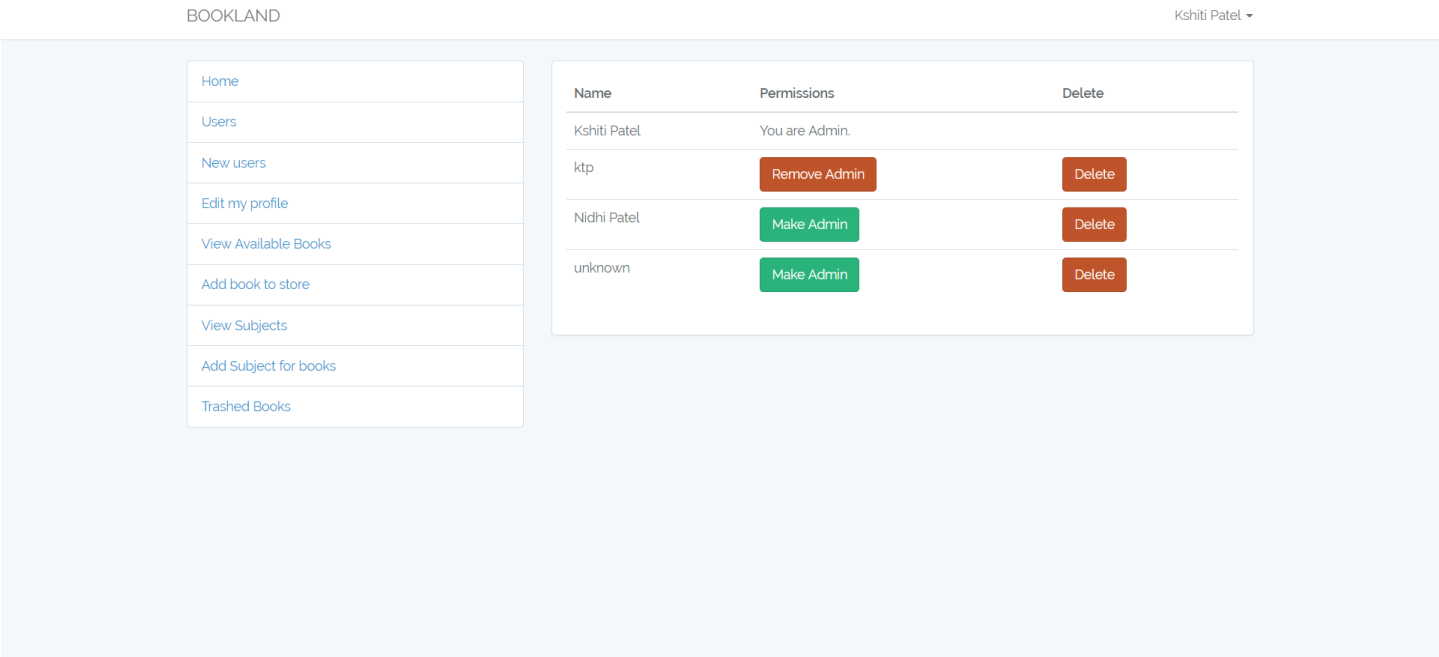 BOOKLAND
Kshiti Patel
Home
Users
New users
Edit my profile
View Available Books
Add book to store
View Subjects
Add Subject for books
Trashed Books
Name Permissions Delete
Kshiti Patel You are Admin.
ktp Remove Admin Delete
Nidhi Patel Make Admin Delete
unknown Make Admin Delete